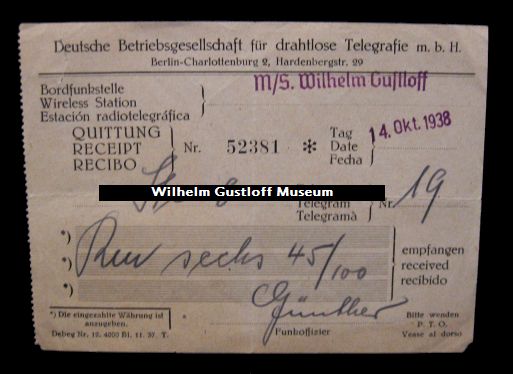 Deutsche Betriebsgesellschaft für drahtlose Telegrafie m. b. H.
Berlin-Charlottenburg 2, Hardenbergstr. 29
Bordfunkstelle
Wireless Station
Estación radiotelegráfica
M/S. Wilhelm Gustloff
QUITTUNG
RECEIPT
RECIBO
Nr. 52381 *
Tag
Date
Fecha
14. Okt. 1938
Wilhelm Gustloff Museum
Telegram
Telegrama
Nr. 19
*)
*)
*)
sechs 45/100
empfangen
received
recibido
Günther
*) Die eingezahlte Währung ist
anzugeben.
Debeg Nr. 12. 4000 Bl. 11. 37. T.
Funkoffizier
Bitte wenden
P. T. O.
Vease al dorso